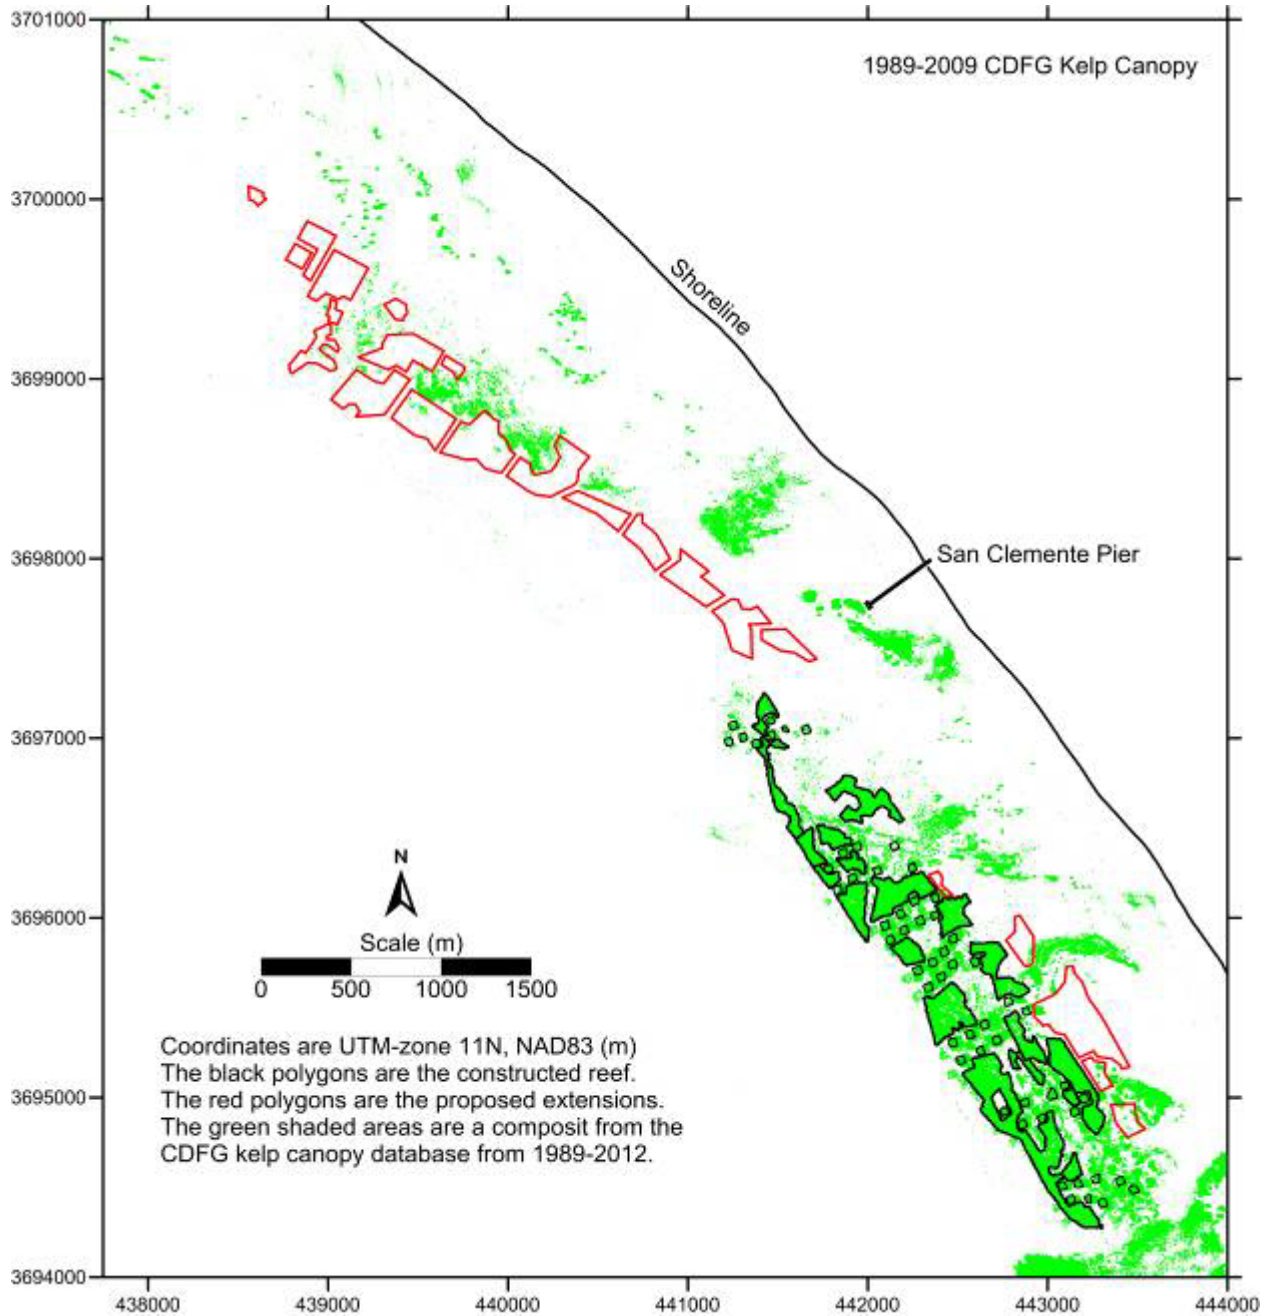 3701000
1989-2009 CDFG Kelp Canopy
3700000
Shoreline
3699000
3698000
San Clemente Pier
3697000
N
3696000
Scale (m)
0 500 1000 1500
Coordinates are UTM-zone 11N, NAD83 (m)
The black polygons are the constructed reef.
3695000
The red polygons are the proposed extensions.
The green shaded areas are a composit from the
CDFG kelp canopy database from 1989-2012.
3694000
438000 439000 440000 441000 442000 443000 444000